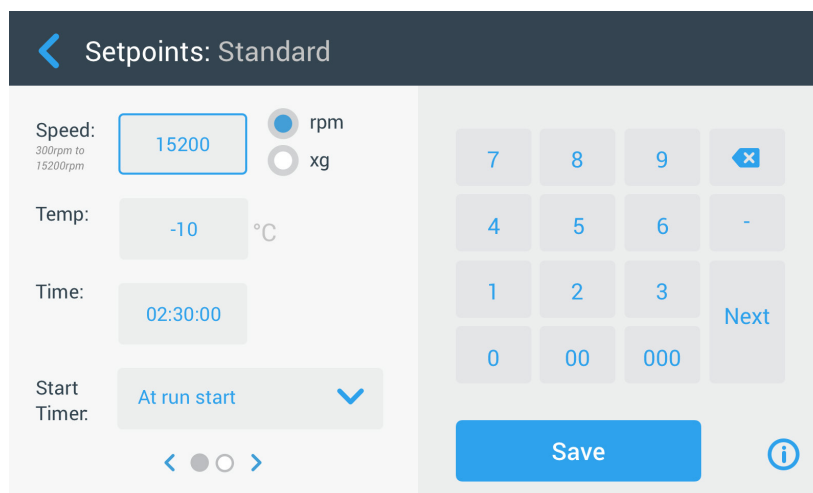 Setpoints: Standard
Speed:
300rpm to
15200rpm
15200
rpm
xg
Temp:
-10
°C
Time:
02:30:00
Start
Timer:
At run start
7 8 9
4 5 6 -
1 2 3
Next
0 00 000
Save
i